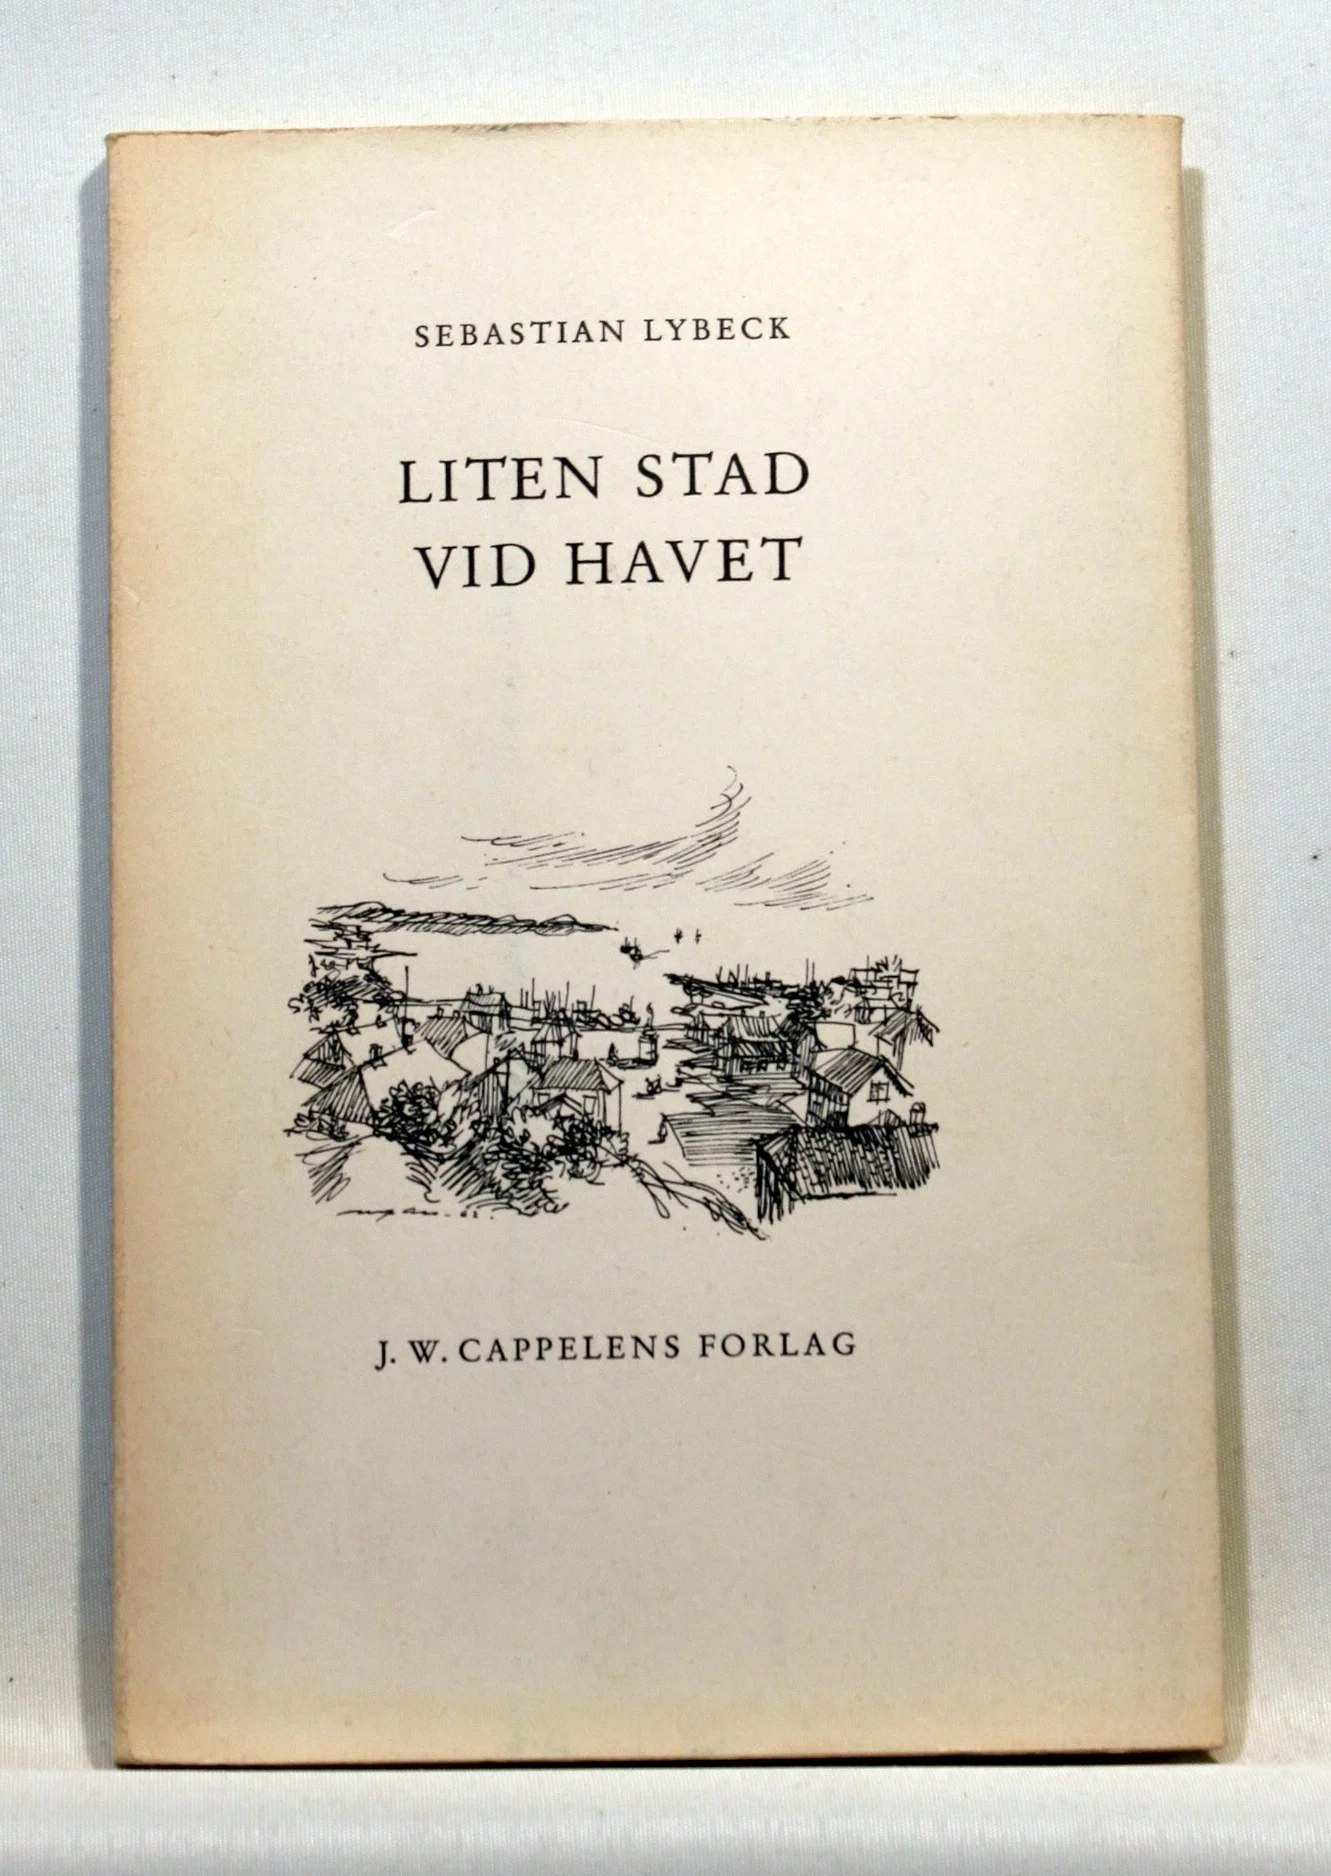 SEBASTIAN LYBECK
LITEN STAD
VID HAVET
J. W. CAPPELENS FORLAG